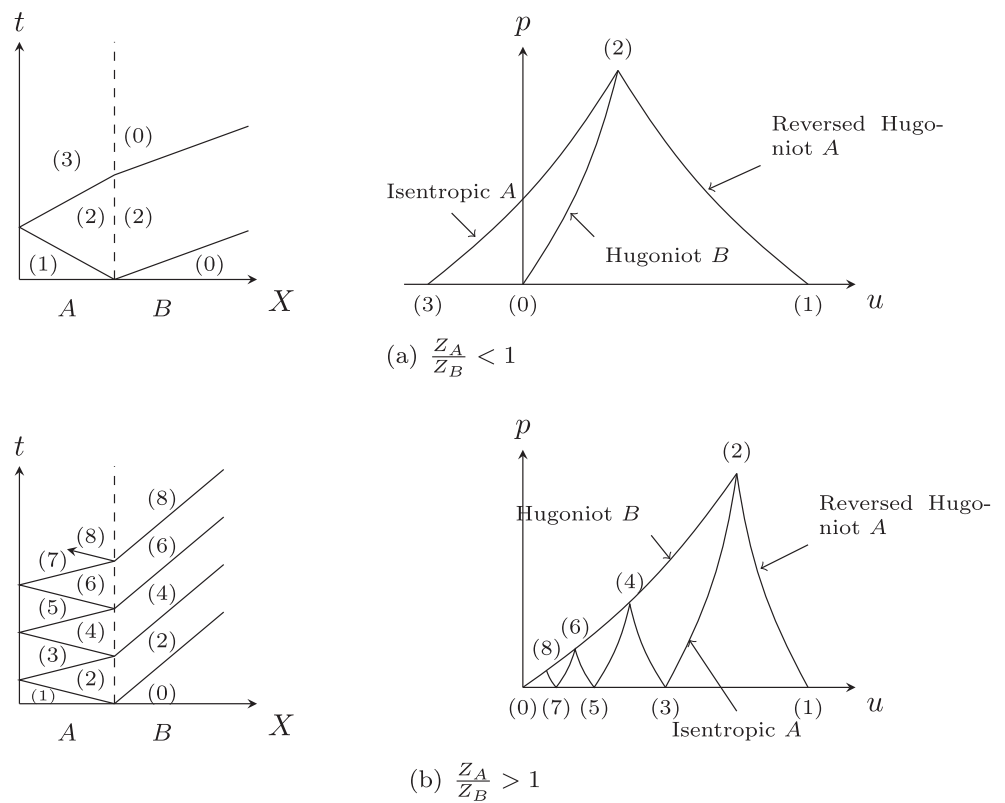 t
(0)
(3)
(2)
(2)
(1)
(0)
A
B
X
p
(2)
Reversed Hugo-
niot A
Isentropic A
Hugoniot B
(3)
(0)
(1)
u
(a) Z_A/Z_B < 1
t
(8)
(8)
(7)
(6)
(6)
(5)
(4)
(4)
(3)
(2)
(2)
(1)
(0)
A
B
X
p
(2)
Hugoniot B
Reversed Hugo-
niot A
(4)
(6)
(8)
(0)
(7)
(5)
(3)
(1)
u
Isentropic A
(b) Z_A/Z_B > 1